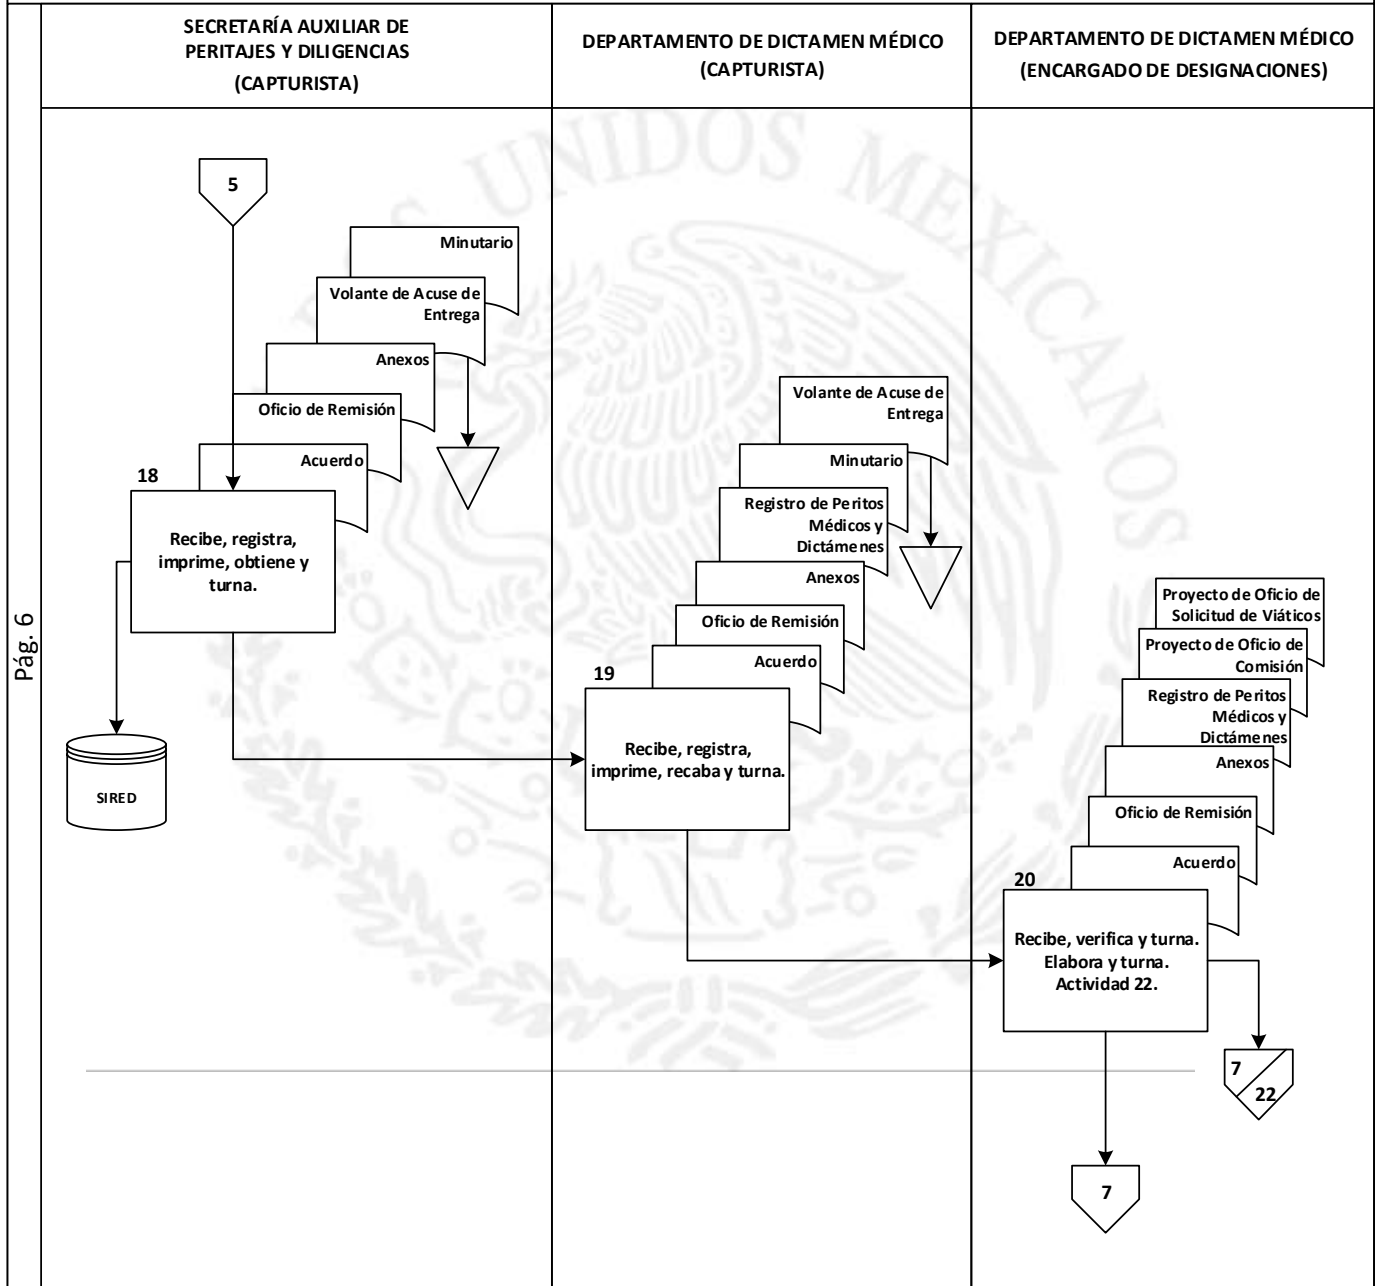 SECRETARÍA AUXILIAR DE
PERITAJES Y DILIGENCIAS
(CAPTURISTA)
DEPARTAMENTO DE DICTAMEN MÉDICO
(CAPTURISTA)
DEPARTAMENTO DE DICTAMEN MÉDICO
(ENCARGADO DE DESIGNACIONES)
Pág. 6
UNIDOS MEXICANOS
5
Minutario
Volante de Acuse de
Entrega
Anexos
Oficio de Remisión
Acuerdo
18
Recibe, registra,
imprime, obtiene y
turna.
SIRED
Volante de Acuse de
Entrega
Minutario
Registro de Peritos
Médicos y
Dictámenes
Anexos
Oficio de Remisión
Acuerdo
19
Recibe, registra,
imprime, recaba y turna.
Proyecto de Oficio de
Solicitud de Viáticos
Proyecto de Oficio de
Comisión
Registro de Peritos
Médicos y
Dictámenes
Anexos
Oficio de Remisión
Acuerdo
20
Recibe, verifica y turna.
Elabora y turna.
Actividad 22.
7
22
7